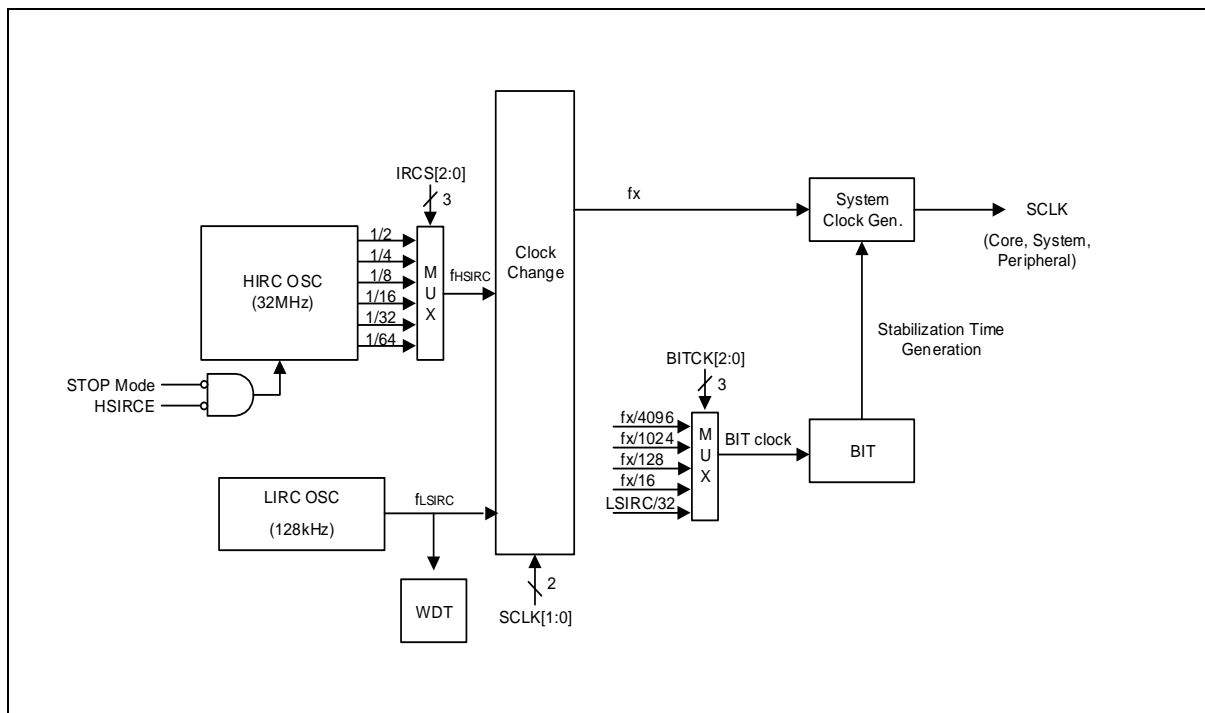 IRCS[2:0]
3
HIRC OSC
(32MHz)
1/2
1/4
1/8
1/16
1/32
1/64
M
U
X
fHSIRC
STOP Mode
HSIRCE
LIRC OSC
(128kHz)
fLSIRC
WDT
Clock
Change
2
SCLK[1:0]
fx
System
Clock Gen.
SCLK
(Core, System,
Peripheral)
Stabilization Time
Generation
BITCK[2:0]
3
fx/4096
fx/1024
fx/128
fx/16
LSIRC/32
M
U
X
BIT clock
BIT